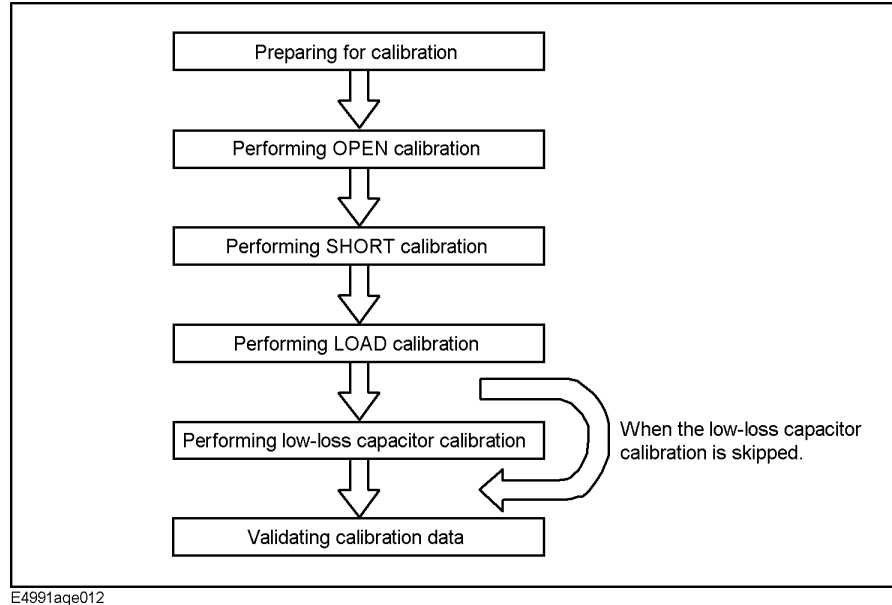 Preparing for calibration
Performing OPEN calibration
Performing SHORT calibration
Performing LOAD calibration
Performing low-loss capacitor calibration
When the low-loss capacitor
calibration is skipped.
Validating calibration data
E4991aqe012